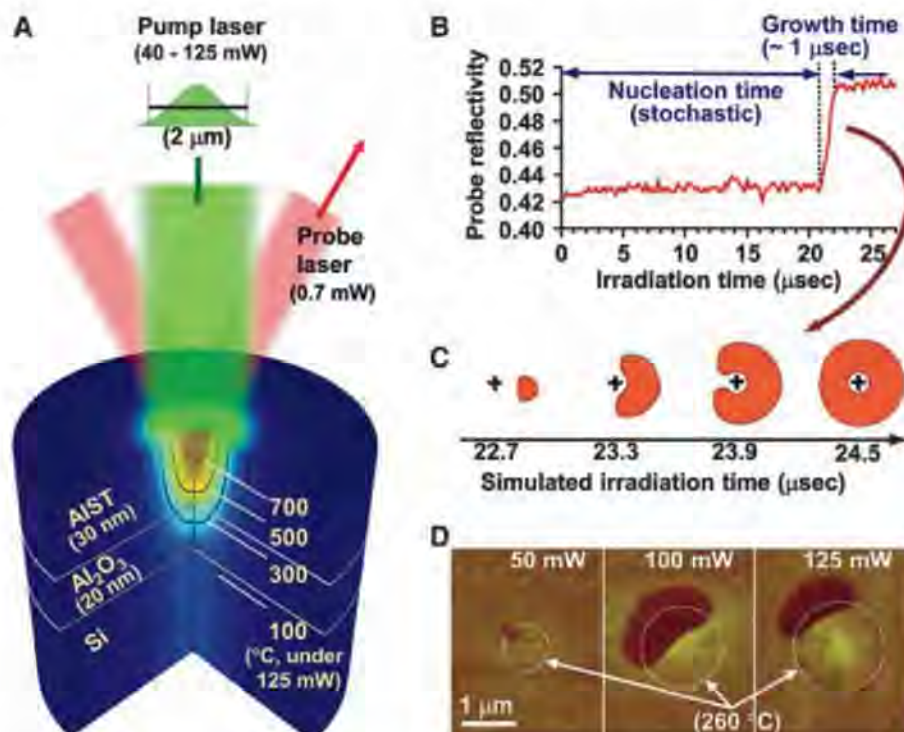 A
Pump laser
(40 - 125 mW)
(2 μm)
Probe
laser
(0.7 mW)
AIST
(30 nm)
Al2O3
(20 nm)
Si
700
500
300
100
(°C, under
125 mW)
B
Growth time
(~ 1 μsec)
Nucleation time
(stochastic)
Probe reflectivity
0.52
0.50
0.48
0.46
0.44
0.42
0.40
0 5 10 15 20 25
Irradiation time (μsec)
C
22.7 23.3 23.9 24.5
Simulated irradiation time (μsec)
D
50 mW 100 mW 125 mW
1 μm
(260 °C)